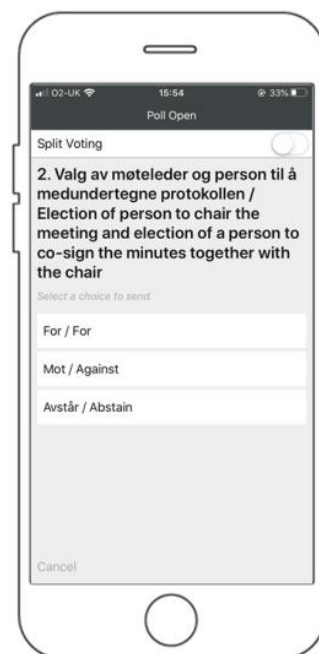 O2-UK 15:54 33%
Poll Open
Split Voting
2. Valg av møteleder og person til å
medundertegne protokollen /
Election of person to chair the
meeting and election of a person to
co-sign the minutes together with
the chair
Select a choice to send.
For / For
Mot / Against
Avstår / Abstain
Cancel